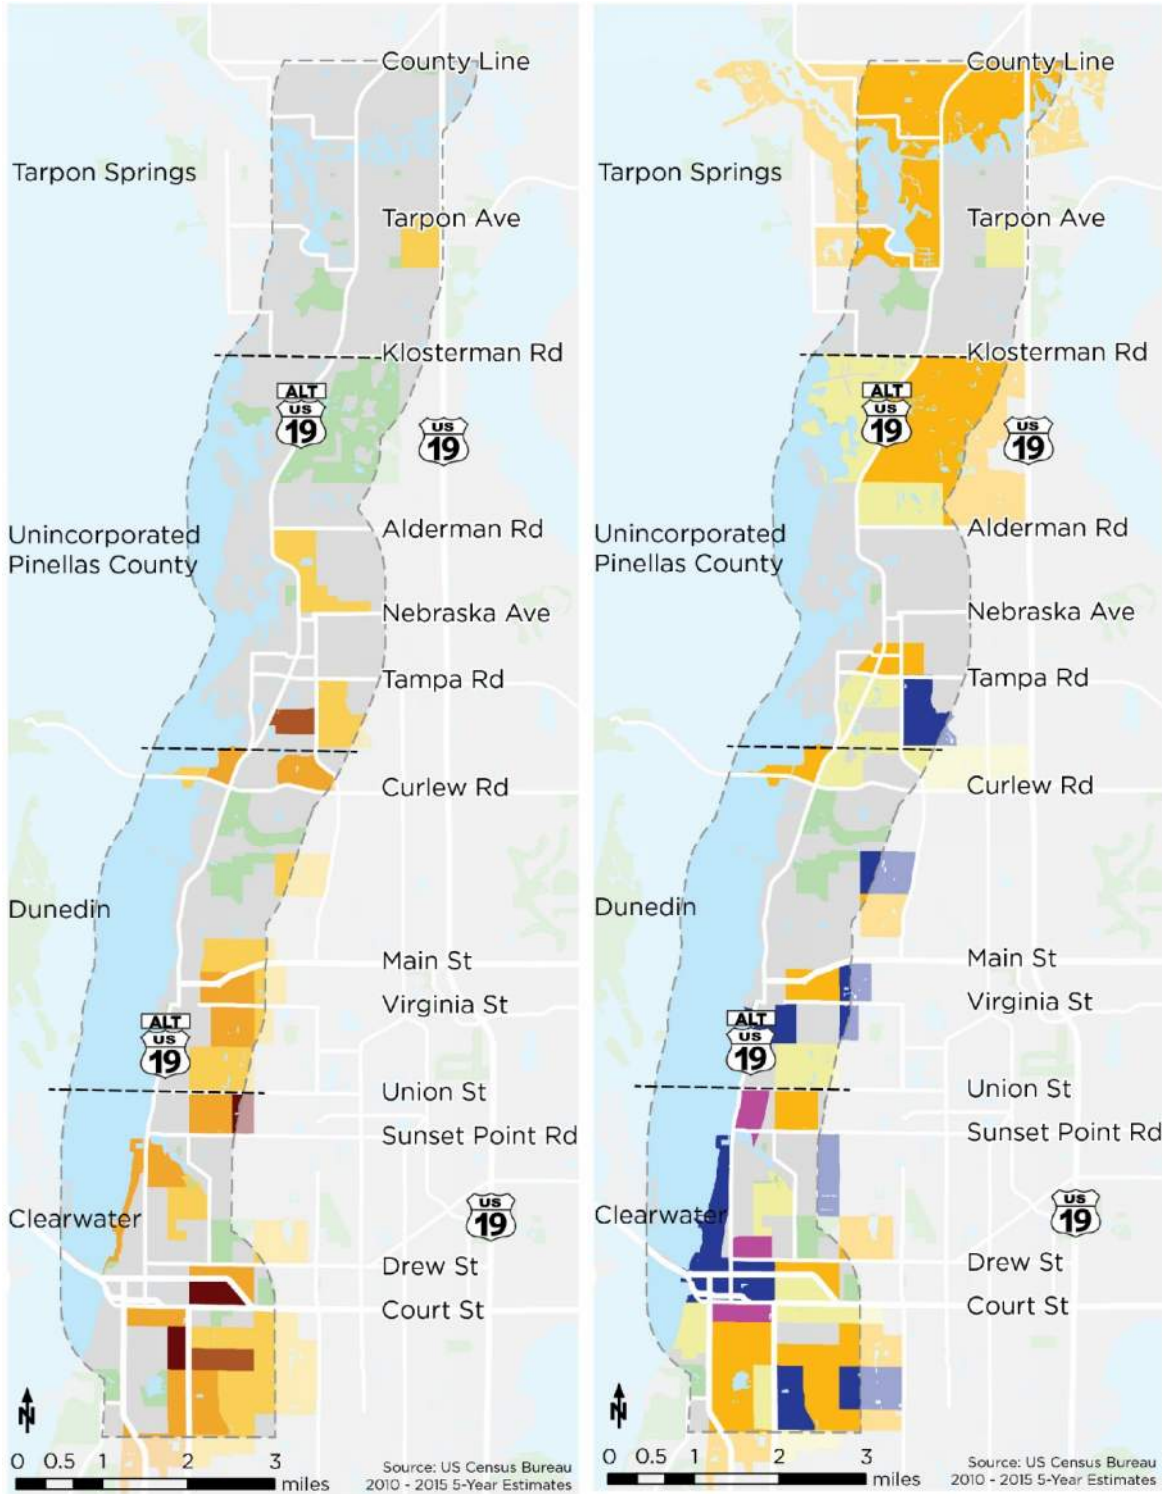 County Line
Tarpon Springs
Tarpon Ave
Klosterman Rd
ALT
US
19
US
19
Unincorporated
Pinellas County
Alderman Rd
Nebraska Ave
Tampa Rd
Curlew Rd
Dunedin
Main St
Virginia St
ALT
US
19
Union St
Sunset Point Rd
Clearwater
US
19
Drew St
Court St
N
0 0.5 1 2 3
miles
Source: US Census Bureau
2010 - 2015 5-Year Estimates
County Line
Tarpon Springs
Tarpon Ave
Klosterman Rd
ALT
US
19
US
19
Unincorporated
Pinellas County
Alderman Rd
Nebraska Ave
Tampa Rd
Curlew Rd
Dunedin
Main St
Virginia St
ALT
US
19
Union St
Sunset Point Rd
Clearwater
US
19
Drew St
Court St
N
0 0.5 1 2 3
miles
Source: US Census Bureau
2010 - 2015 5-Year Estimates